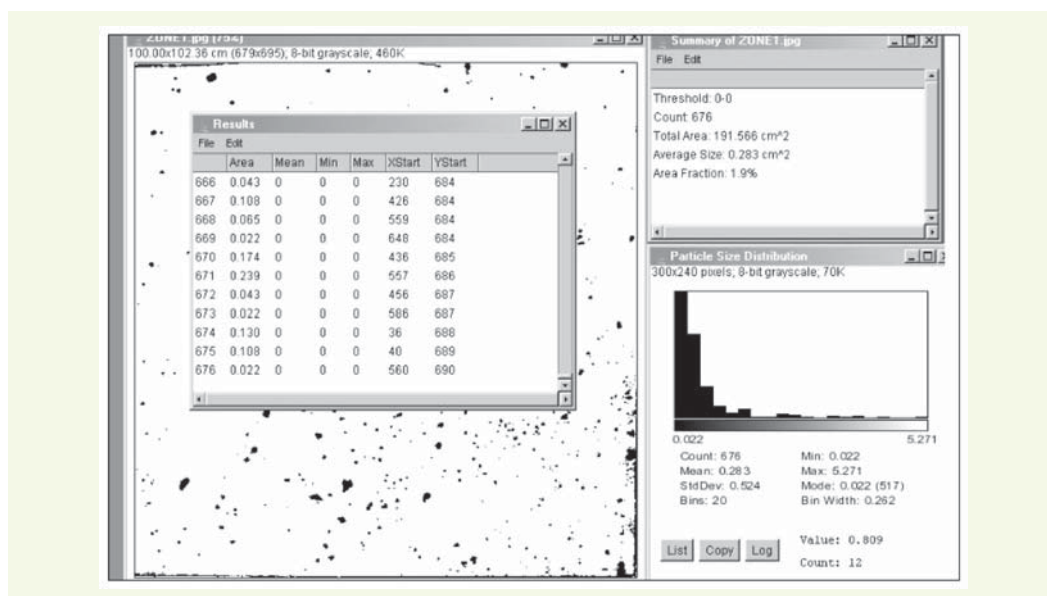 ZONE1.jpg (75%)
100.00x102.36 cm (679x695); 8-bit grayscale; 460K
Results
File Edit
Area Mean Min Max XStart YStart
666 0.043 0 0 0 230 684
667 0.108 0 0 0 426 684
668 0.065 0 0 0 559 684
669 0.022 0 0 0 648 684
670 0.174 0 0 0 436 685
671 0.239 0 0 0 557 686
672 0.043 0 0 0 456 687
673 0.022 0 0 0 586 687
674 0.130 0 0 0 36 688
675 0.108 0 0 0 40 689
676 0.022 0 0 0 560 690
Summary of ZONE1.jpg
File Edit
Threshold: 0-0
Count: 676
Total Area: 191.566 cm^2
Average Size: 0.283 cm^2
Area Fraction: 1.9%
Particle Size Distribution
300x240 pixels; 8-bit grayscale; 70K
0.022 5.271
Count: 676 Min: 0.022
Mean: 0.283 Max: 5.271
StdDev: 0.524 Mode: 0.022 (517)
Bins: 20 Bin Width: 0.262
List Copy Log
Value: 0.809
Count: 12